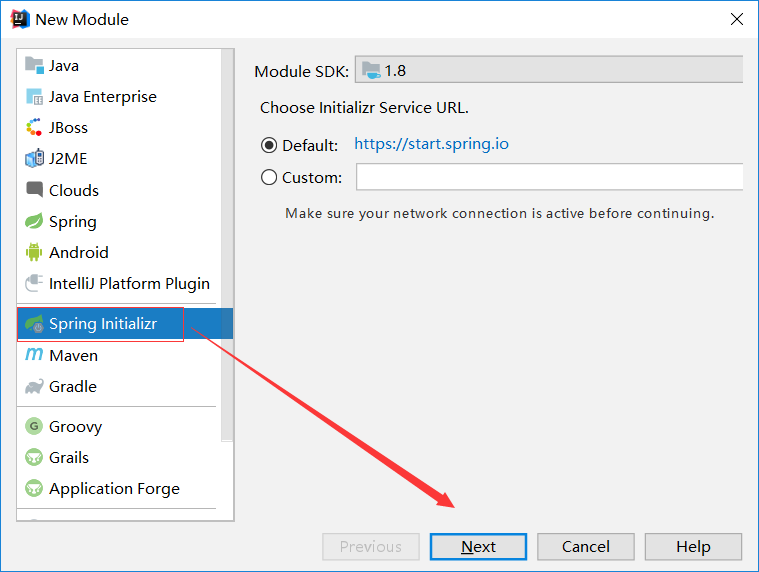 New Module
Java
Java Enterprise
JBoss
J2ME
Clouds
Spring
Android
IntelliJ Platform Plugin
Spring Initializr
Maven
Gradle
Groovy
Grails
Application Forge
Module SDK: 1.8
Choose Initializr Service URL.
Default: https://start.spring.io
Custom:
Make sure your network connection is active before continuing.
Previous
Next
Cancel
Help